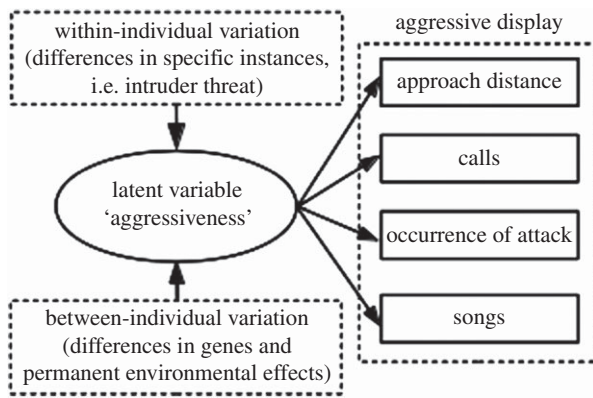 within-individual variation
(differences in specific instances,
i.e. intruder threat)
latent variable
‘aggressiveness’
between-individual variation
(differences in genes and
permanent environmental effects)
aggressive display
approach distance
calls
occurrence of attack
songs